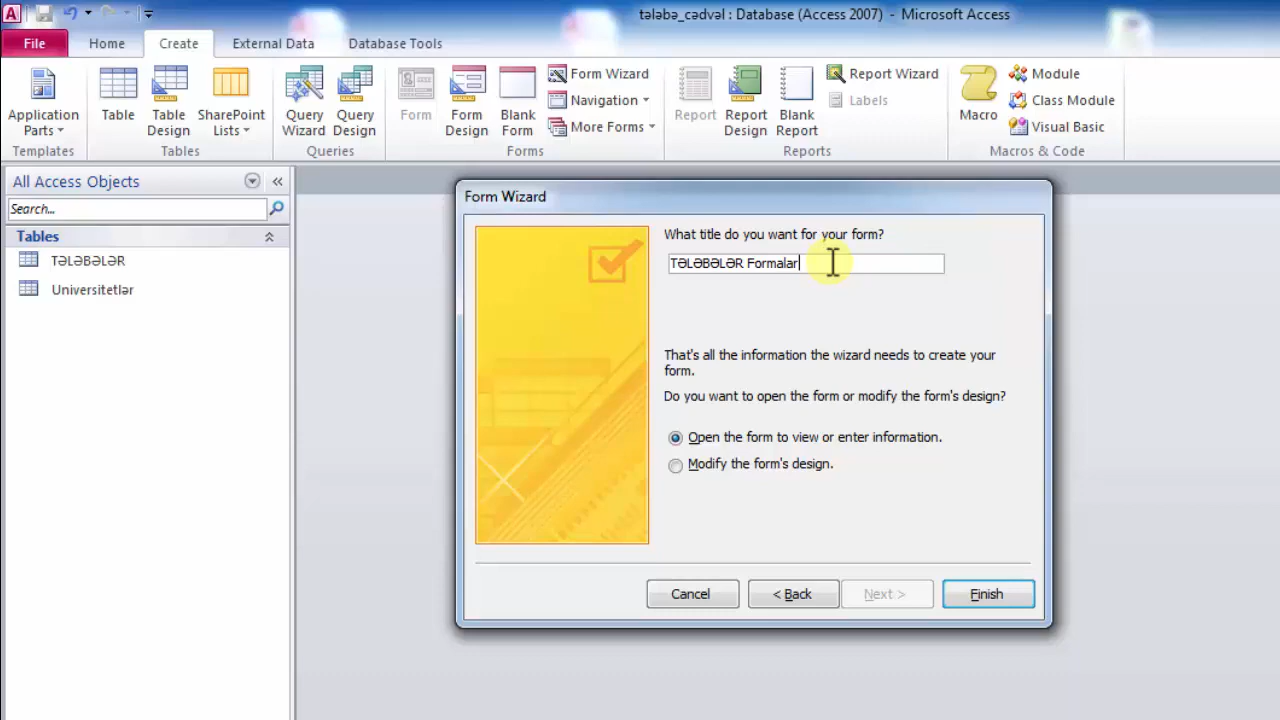 tələbə_cədvəl : Database (Access 2007) - Microsoft Access
File Home Create External Data Database Tools
Application Parts
Table
Table Design
SharePoint Lists
Query Wizard
Query Design
Form
Form Design
Blank Form
Form Wizard
Navigation
More Forms
Report
Report Design
Blank Report
Report Wizard
Labels
Macro
Module
Class Module
Visual Basic
Templates Tables Queries Forms Reports Macros & Code
All Access Objects
Search...
Tables
TƏLƏBƏLƏR
Universitetlər
Form Wizard
What title do you want for your form?
TƏLƏBƏLƏR Formalar
That's all the information the wizard needs to create your
form.
Do you want to open the form or modify the form's design?
Open the form to view or enter information.
Modify the form's design.
Cancel < Back Next > Finish